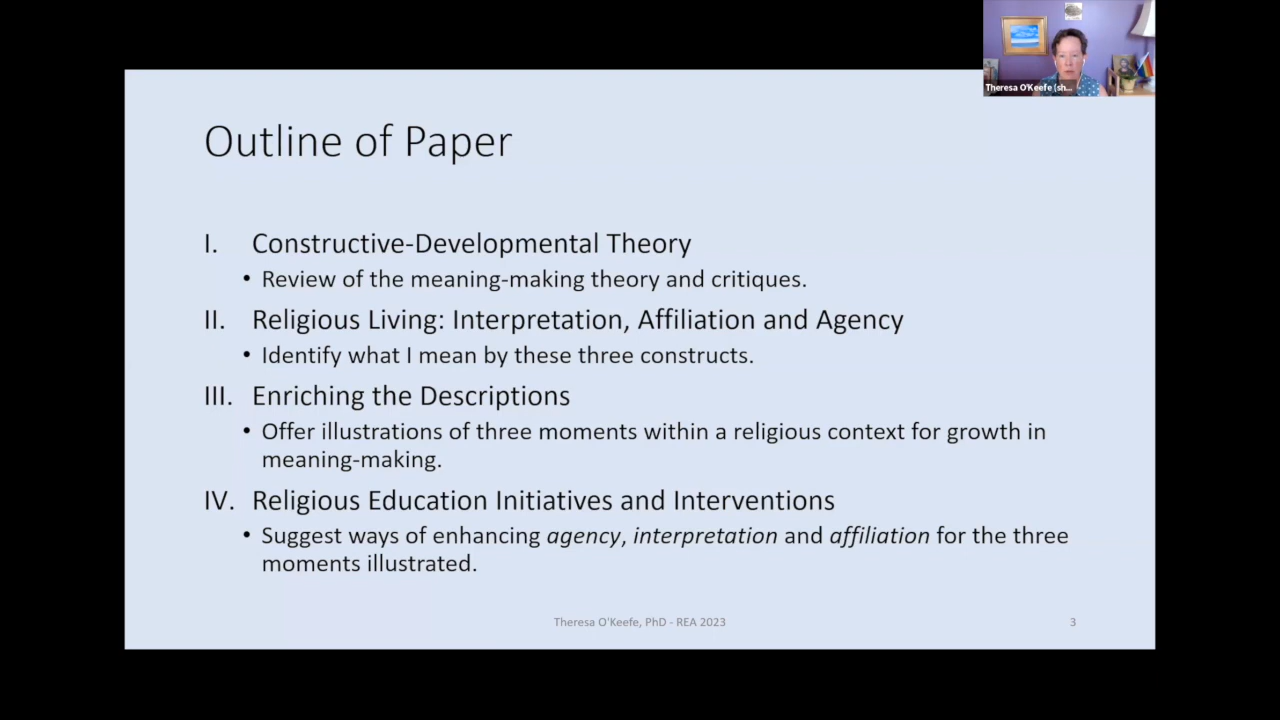 Theresa O'Keefe (sh...
Outline of Paper
I. Constructive-Developmental Theory
• Review of the meaning-making theory and critiques.
II. Religious Living: Interpretation, Affiliation and Agency
• Identify what I mean by these three constructs.
III. Enriching the Descriptions
• Offer illustrations of three moments within a religious context for growth in
meaning-making.
IV. Religious Education Initiatives and Interventions
• Suggest ways of enhancing agency, interpretation and affiliation for the three
moments illustrated.
Theresa O'Keefe, PhD - REA 2023
3